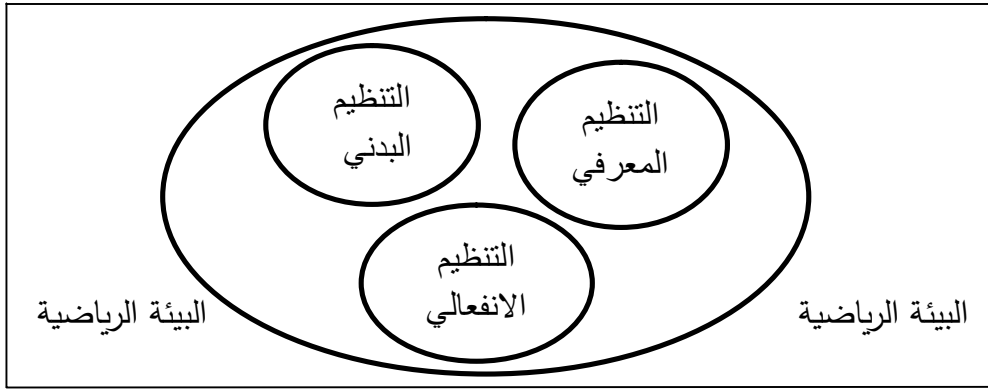 التنظيم
المعرفي
التنظيم
البدني
التنظيم
الانفعالي
البيئة الرياضية
البيئة الرياضية